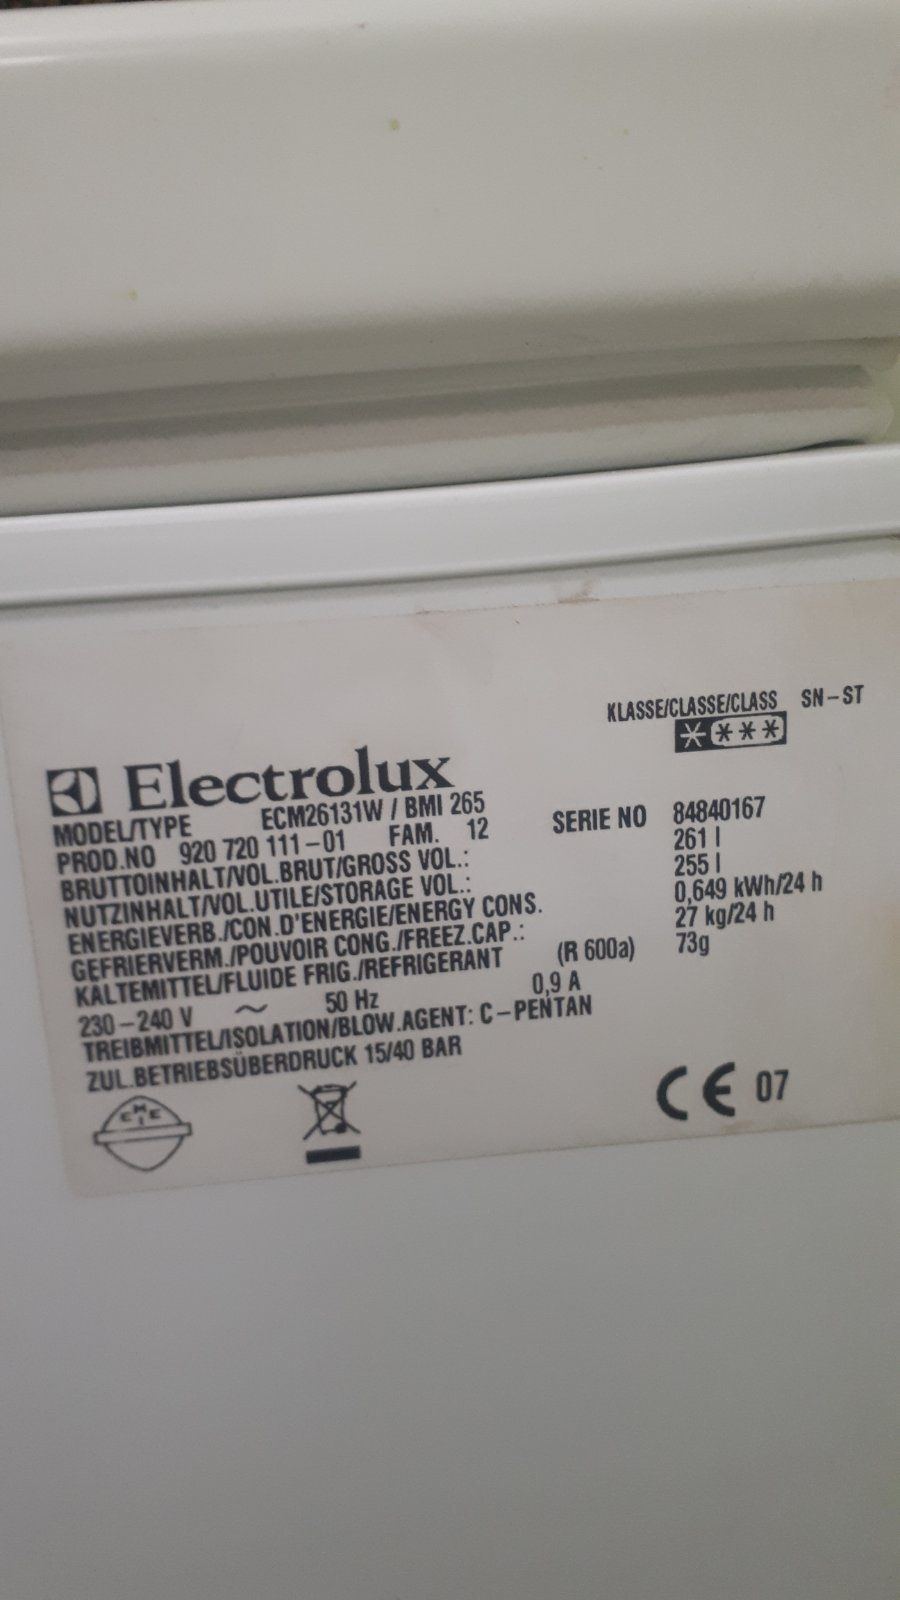 KLASSE/CLASSE/CLASS SN-ST
****
Electrolux
MODEL/TYPE ECM26131W / BMI 265
PROD.NO 920 720 111-01 FAM. 12 SERIE NO 84840167
BRUTTOINHALT/VOL.BRUT/GROSS VOL.: 261 l
NUTZINHALT/VOL.UTILE/STORAGE VOL.: 255 l
ENERGIEVERB./CON.D'ENERGIE/ENERGY CONS. 0,649 kWh/24 h
GEFRIERVERM./POUVOIR CONG./FREEZ.CAP.: 27 kg/24 h
KALTEMITTEL/FLUIDE FRIG./REFRIGERANT (R 600a) 73g
230-240 V ~ 50 Hz 0,9 A
TREIBMITTEL/ISOLATION/BLOW.AGENT: C-PENTAN
ZUL.BETRIEBSÜBERDRUCK 15/40 BAR
CE 07